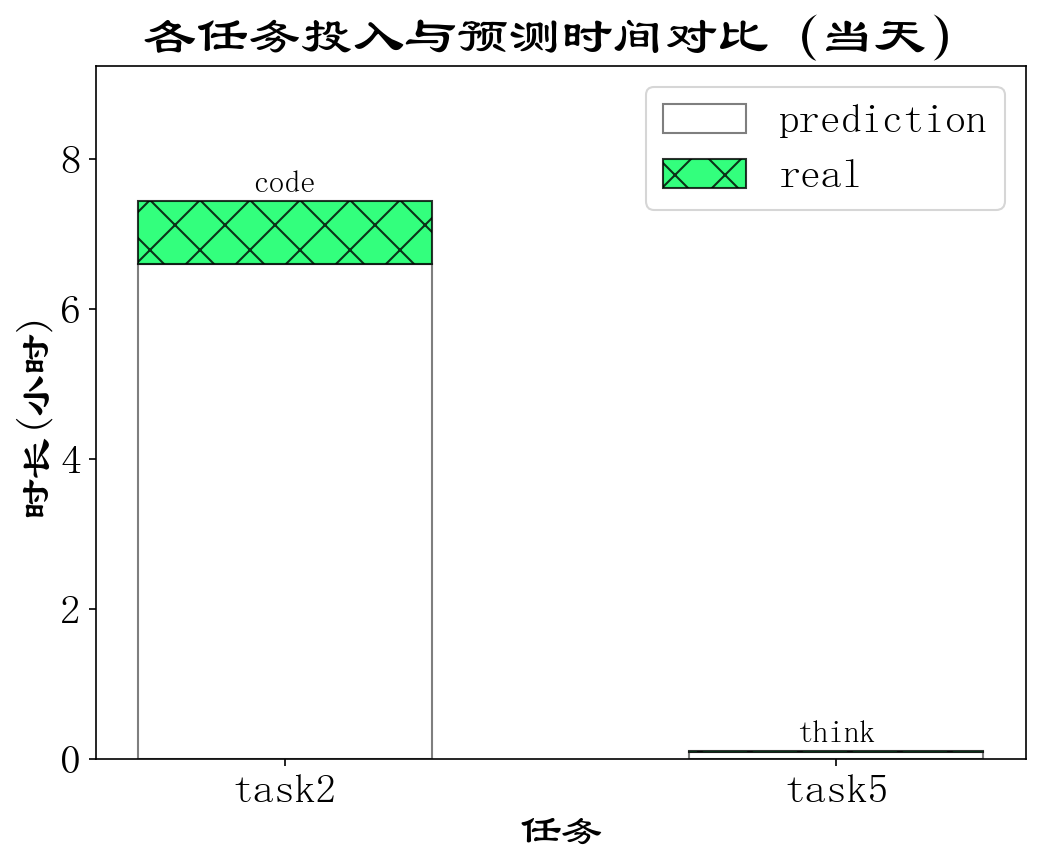 各任务投入与预测时间对比 (当天)
prediction
real
8
6
4
2
0
时长(小时)
code
think
task2
task5
任务